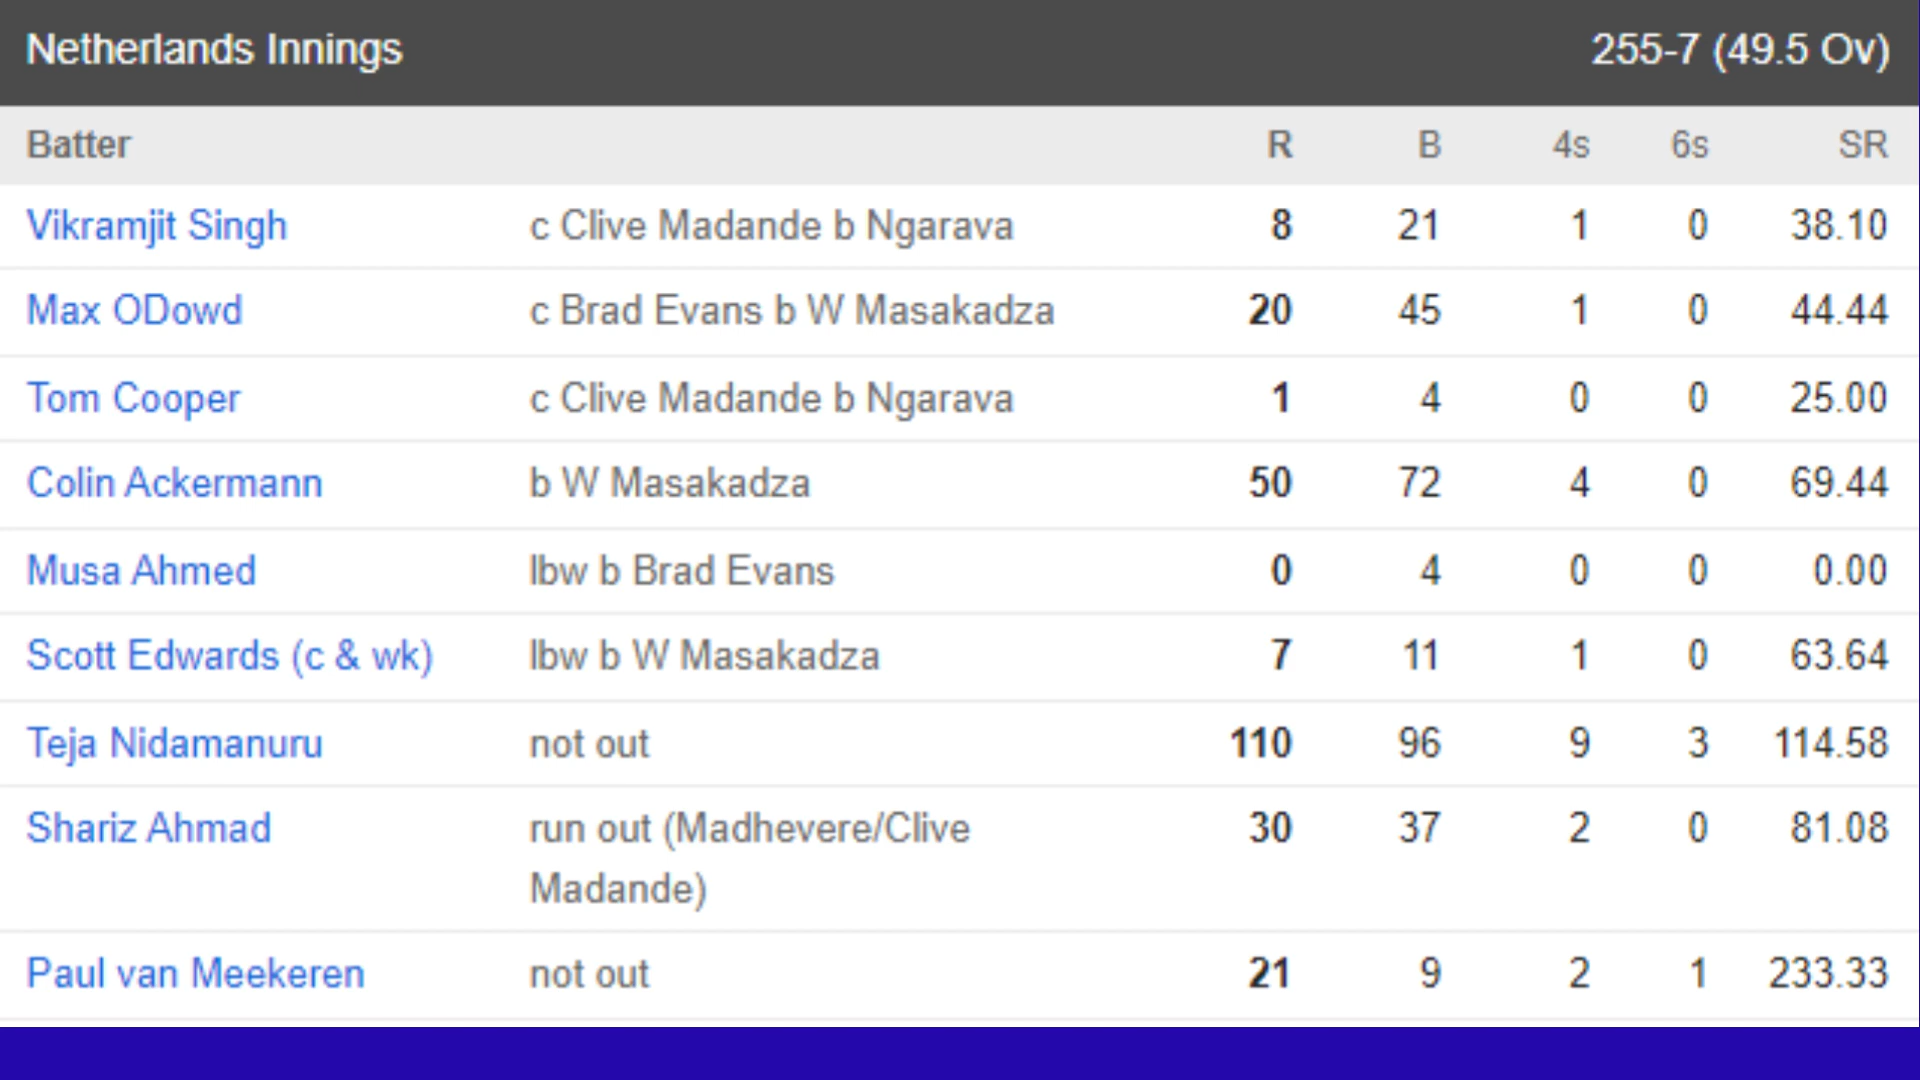 Netherlands Innings 255-7 (49.5 Ov)
Batter R B 4s 6s SR
Vikramjit Singh c Clive Madande b Ngarava 8 21 1 0 38.10
Max ODowd c Brad Evans b W Masakadza 20 45 1 0 44.44
Tom Cooper c Clive Madande b Ngarava 1 4 0 0 25.00
Colin Ackermann b W Masakadza 50 72 4 0 69.44
Musa Ahmed lbw b Brad Evans 0 4 0 0 0.00
Scott Edwards (c & wk) lbw b W Masakadza 7 11 1 0 63.64
Teja Nidamanuru not out 110 96 9 3 114.58
Shariz Ahmad run out (Madhevere/Clive 30 37 2 0 81.08
Madande)
Paul van Meekeren not out 21 9 2 1 233.33